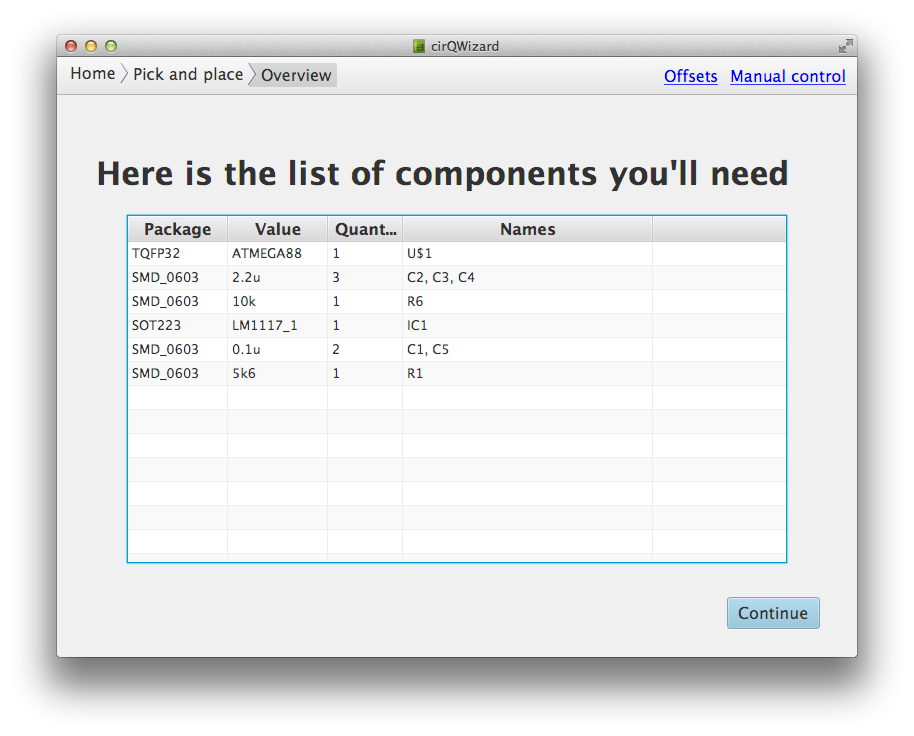 cirQWizard
Home Pick and place Overview Offsets Manual control
Here is the list of components you'll need
Package Value Quant... Names
TQFP32 ATMEGA88 1 U$1
SMD_0603 2.2u 3 C2, C3, C4
SMD_0603 10k 1 R6
SOT223 LM1117_1 1 IC1
SMD_0603 0.1u 2 C1, C5
SMD_0603 5k6 1 R1
Continue